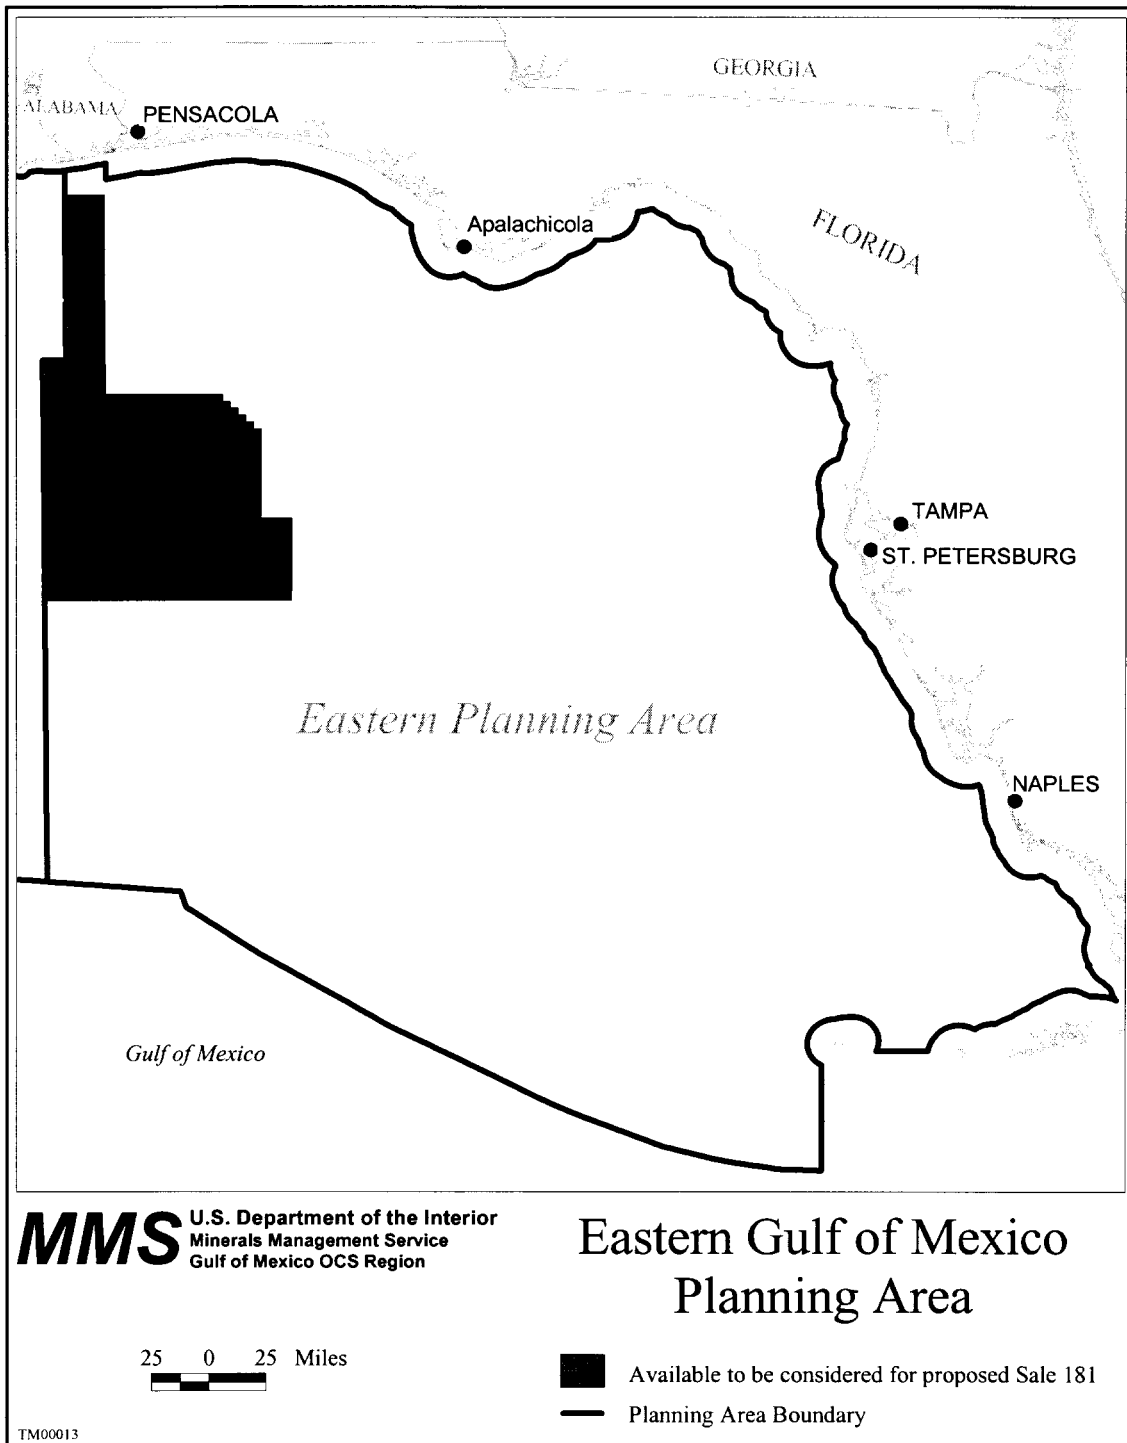 GEORGIA
ALABAMA
PENSACOLA
Apalachicola
FLORIDA
TAMPA
ST. PETERSBURG
Eastern Planning Area
NAPLES
Gulf of Mexico
MMS
U.S. Department of the Interior
Minerals Management Service
Gulf of Mexico OCS Region
Eastern Gulf of Mexico
Planning Area
25 0 25 Miles
Available to be considered for proposed Sale 181
Planning Area Boundary
TM00013